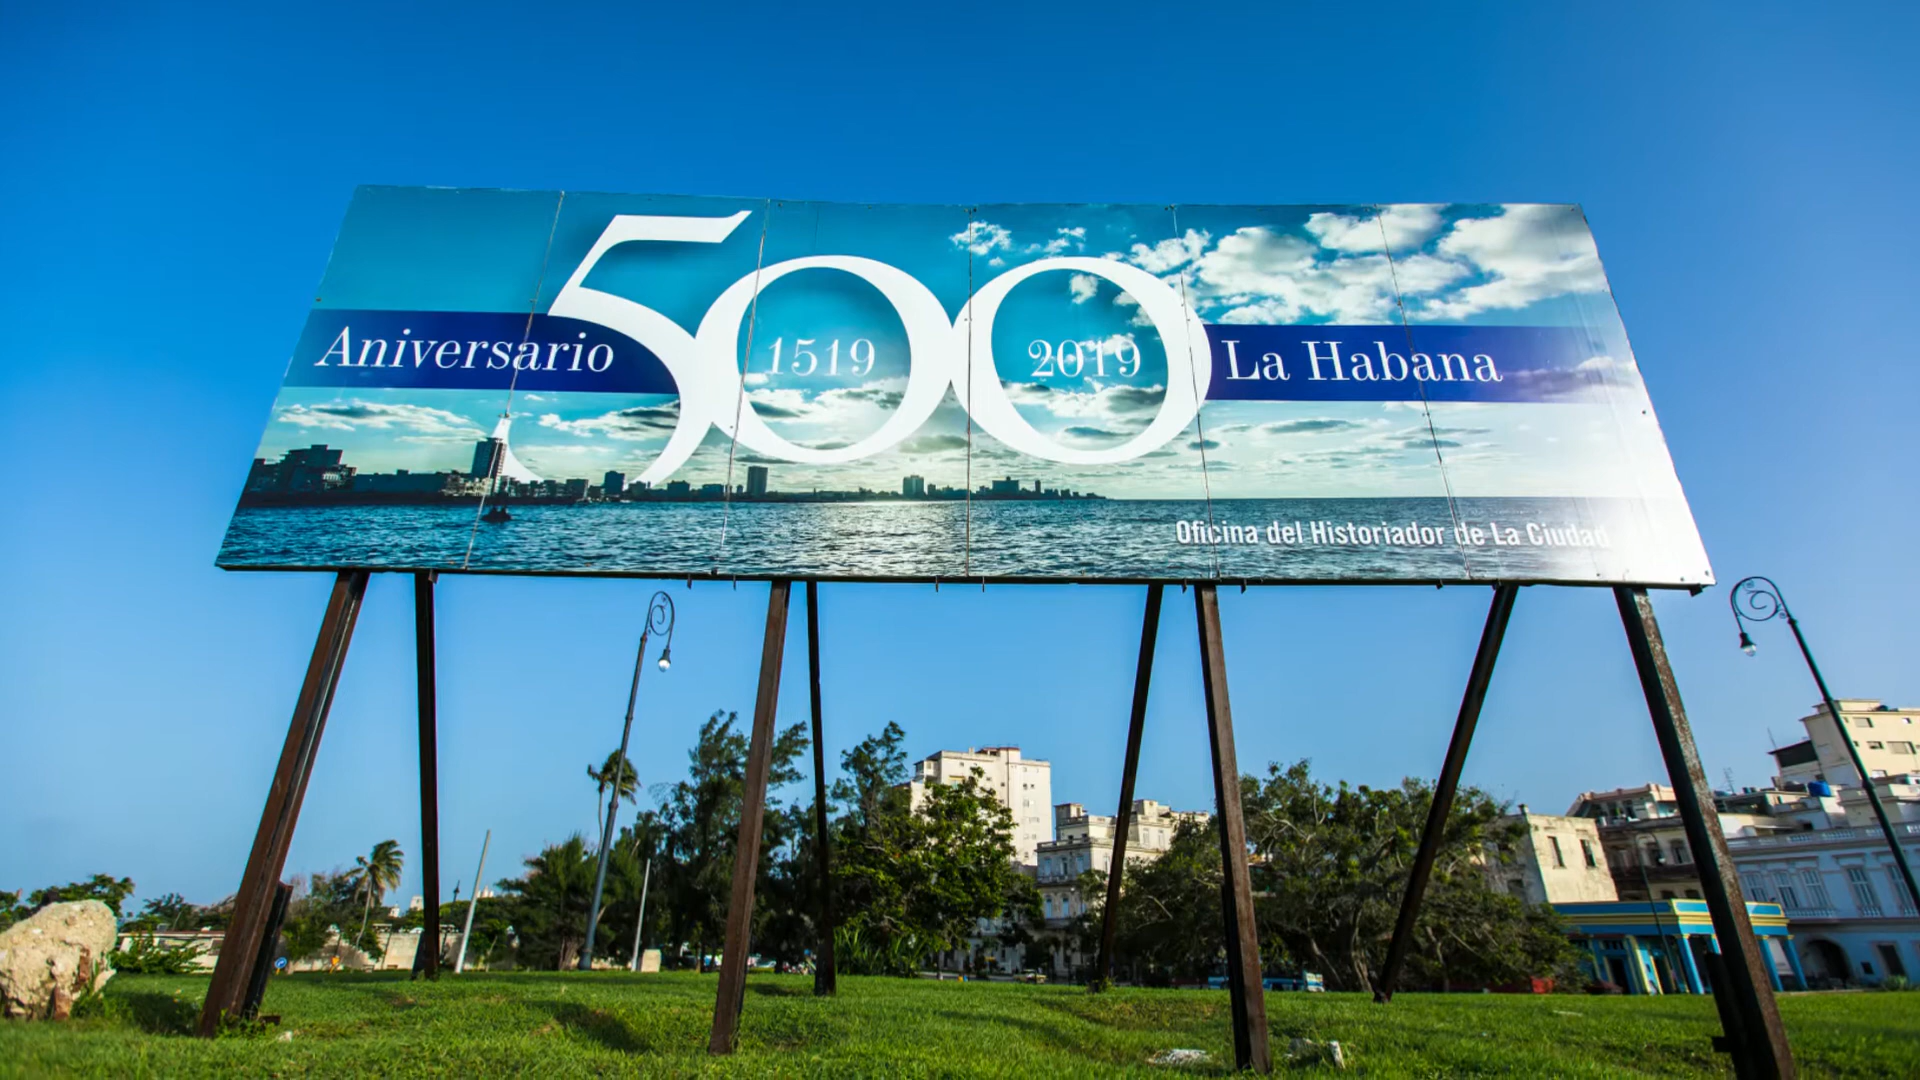 Aniversario 500 La Habana
1519 2019
Oficina del Historiador de La Ciudad